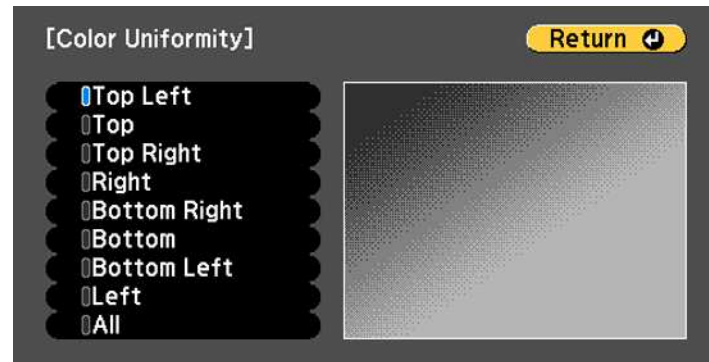 [Color Uniformity]
Return
Top Left
Top
Top Right
Right
Bottom Right
Bottom
Bottom Left
Left
All